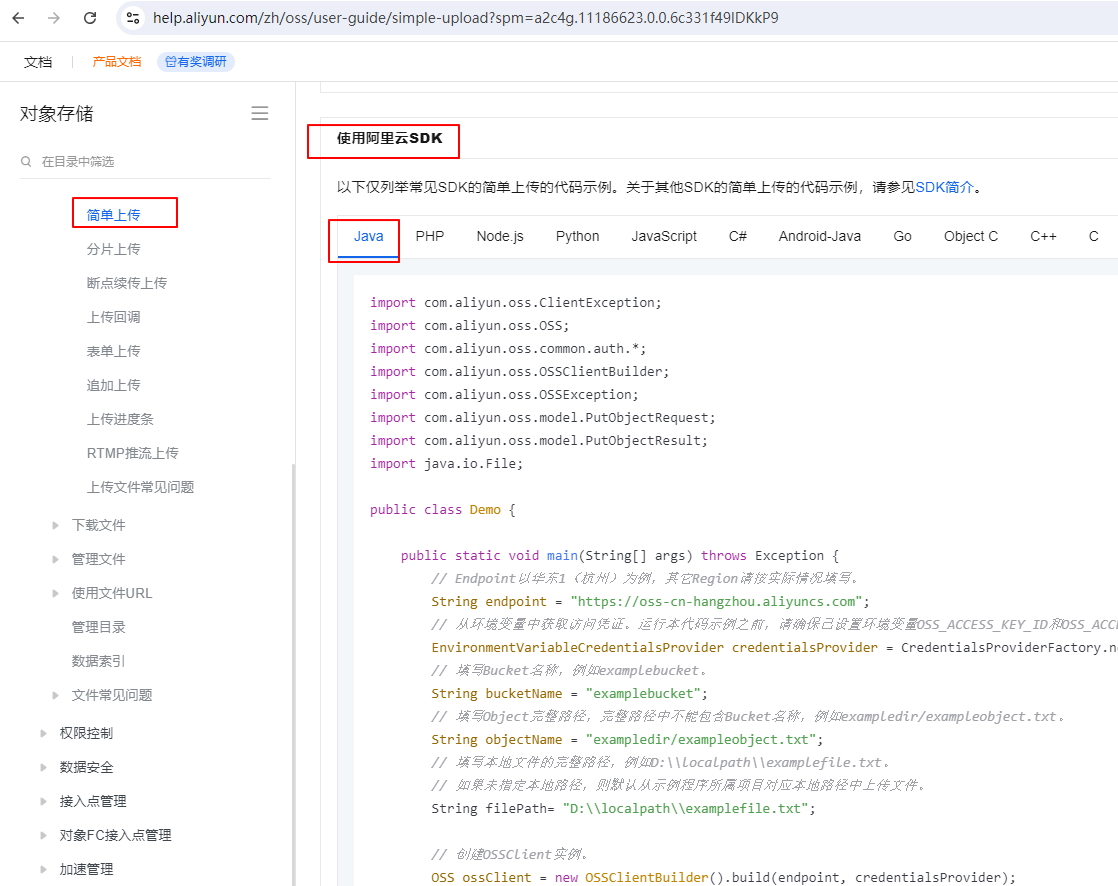 help.aliyun.com/zh/oss/user-guide/simple-upload?spm=a2c4g.11186623.0.0.6c331f49IDKkP9
文档
产品文档
有奖调研
对象存储
在目录中筛选
简单上传
分片上传
断点续传上传
上传回调
表单上传
追加上传
上传进度条
RTMP推流上传
上传文件常见问题
下载文件
管理文件
使用文件URL
管理目录
数据索引
文件常见问题
权限控制
数据安全
接入点管理
对象FC接入点管理
加速管理
使用阿里云SDK
以下仅列举常见SDK的简单上传的代码示例。关于其他SDK的简单上传的代码示例，请参见SDK简介。
Java PHP Node.js Python JavaScript C# Android-Java Go Object C C++ C
import com.aliyun.oss.ClientException;
import com.aliyun.oss.OSS;
import com.aliyun.oss.common.auth.*;
import com.aliyun.oss.OSSClientBuilder;
import com.aliyun.oss.OSSException;
import com.aliyun.oss.model.PutObjectRequest;
import com.aliyun.oss.model.PutObjectResult;
import java.io.File;
public class Demo {
public static void main(String[] args) throws Exception {
// Endpoint以华东1（杭州）为例，其它Region请按实际情况填写。
String endpoint = "https://oss-cn-hangzhou.aliyuncs.com";
// 从环境变量中获取访问凭证。运行本代码示例之前，请确保已设置环境变量OSS_ACCESS_KEY_ID和OSS_ACCE
EnvironmentVariableCredentialsProvider credentialsProvider = CredentialsProviderFactory.ne
// 填写Bucket名称，例如examplebucket。
String bucketName = "examplebucket";
// 填写Object完整路径，完整路径中不能包含Bucket名称，例如exampledir/exampleobject.txt。
String objectName = "exampledir/exampleobject.txt";
// 填写本地文件的完整路径，例如D:\\localpath\\examplefile.txt。
// 如果未指定本地路径，则默认从示例程序所属项目对应本地路径中上传文件。
String filePath= "D:\\localpath\\examplefile.txt";
// 创建OSSClient实例。
OSS ossClient = new OSSClientBuilder().build(endpoint, credentialsProvider);